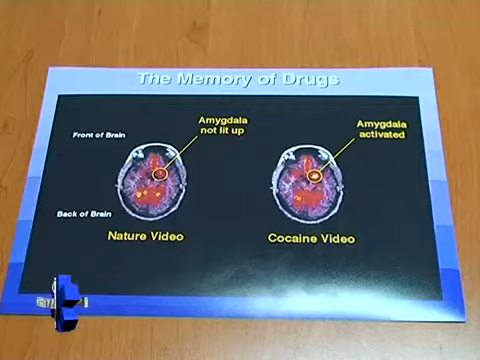 The Memory of Drugs
Amygdala
not lit up
Amygdala
activated
Front of Brain
Back of Brain
Nature Video
Cocaine Video